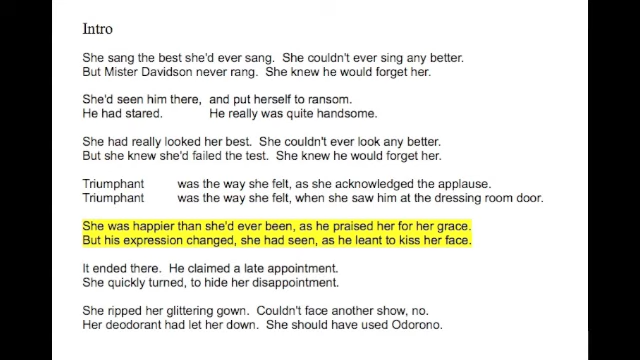 Intro
She sang the best she'd ever sang. She couldn't ever sing any better.
But Mister Davidson never rang. She knew he would forget her.
She'd seen him there, and put herself to ransom.
He had stared. He really was quite handsome.
She had really looked her best. She couldn't ever look any better.
But she knew she'd failed the test. She knew he would forget her.
Triumphant was the way she felt, as she acknowledged the applause.
Triumphant was the way she felt, when she saw him at the dressing room door.
She was happier than she'd ever been, as he praised her for her grace.
But his expression changed, she had seen, as he leant to kiss her face.
It ended there. He claimed a late appointment.
She quickly turned, to hide her disappointment.
She ripped her glittering gown. Couldn't face another show, no.
Her deodorant had let her down. She should have used Odorono.